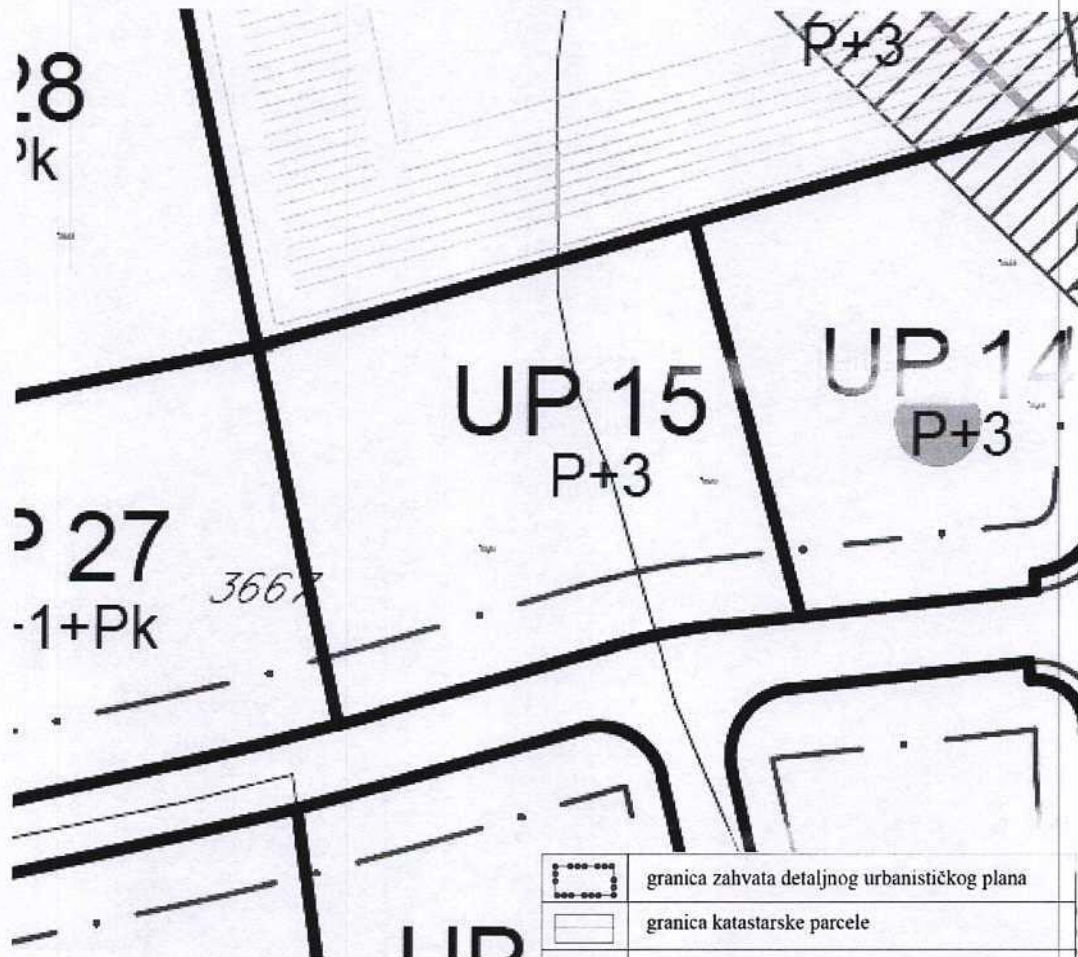 P+3
28
Pk
UP 14
P+3
UP 15
P+3
P 27
3667
-1+Pk
granica zahvata detaljnog urbanističkog plana
granica katastarske parcele
UP